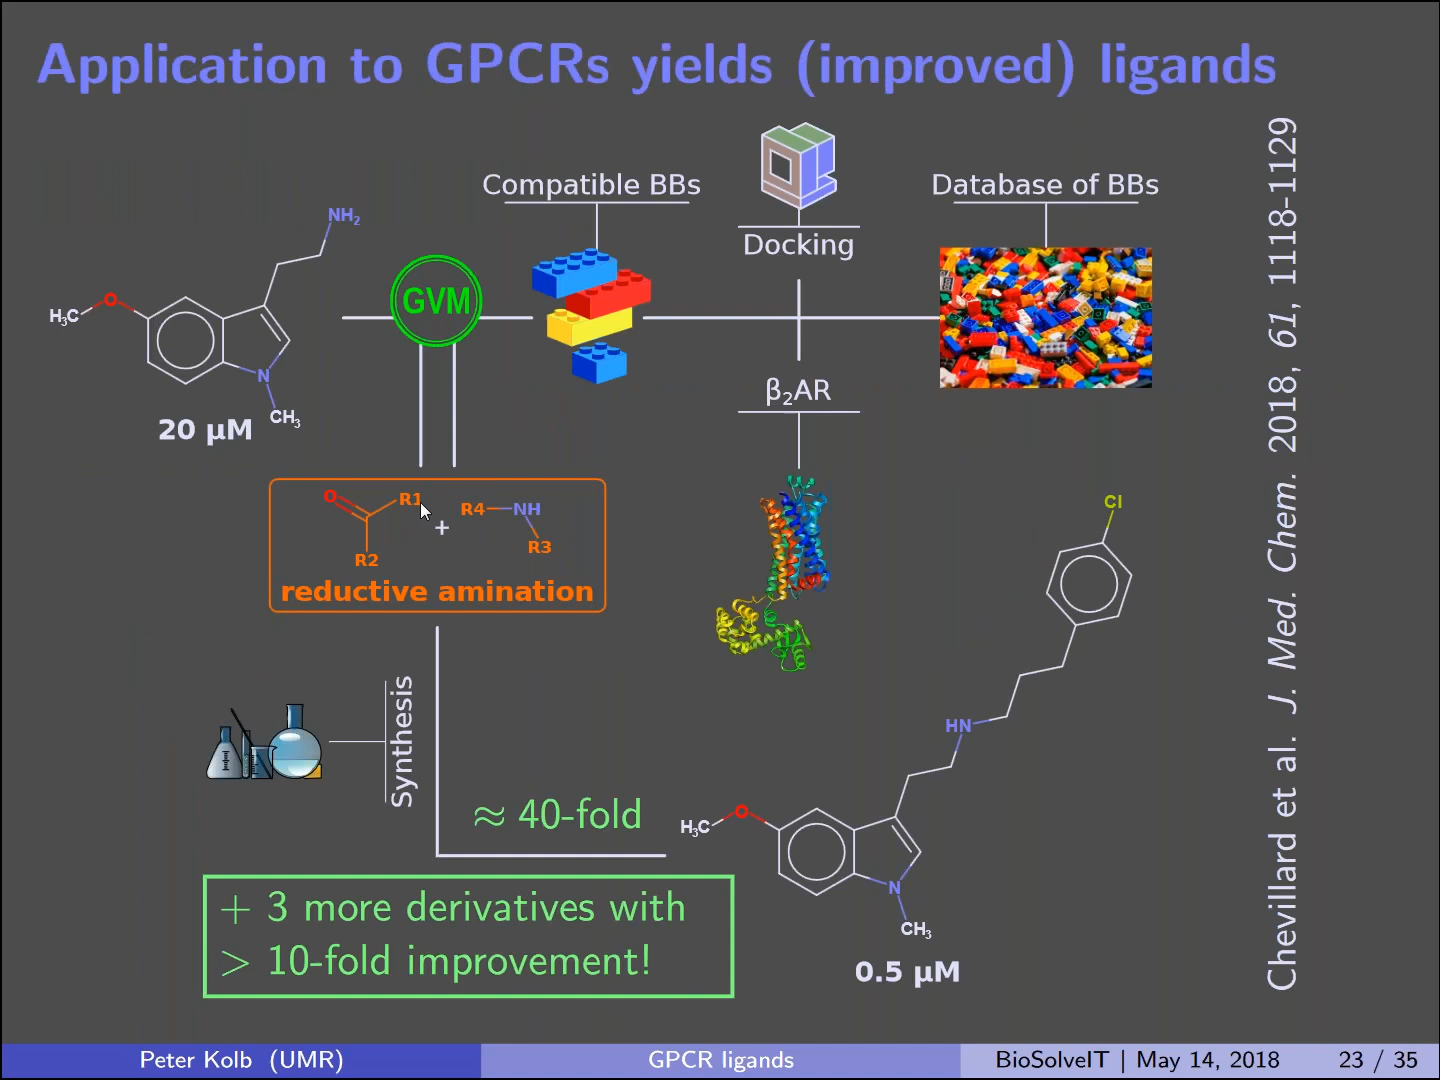 Application to GPCRs yields (improved) ligands
Compatible BBs
Database of BBs
Docking
NH2
GVM
H3C
O
N
CH3
20 µM
β2AR
O
R1
+
R4
NH
R3
R2
reductive amination
Synthesis
≈ 40-fold
+ 3 more derivatives with
> 10-fold improvement!
Cl
HN
H3C
O
N
CH3
0.5 µM
Chevillard et al. J. Med. Chem. 2018, 61, 1118-1129
Peter Kolb (UMR)
GPCR ligands
BioSolveIT | May 14, 2018
23 / 35